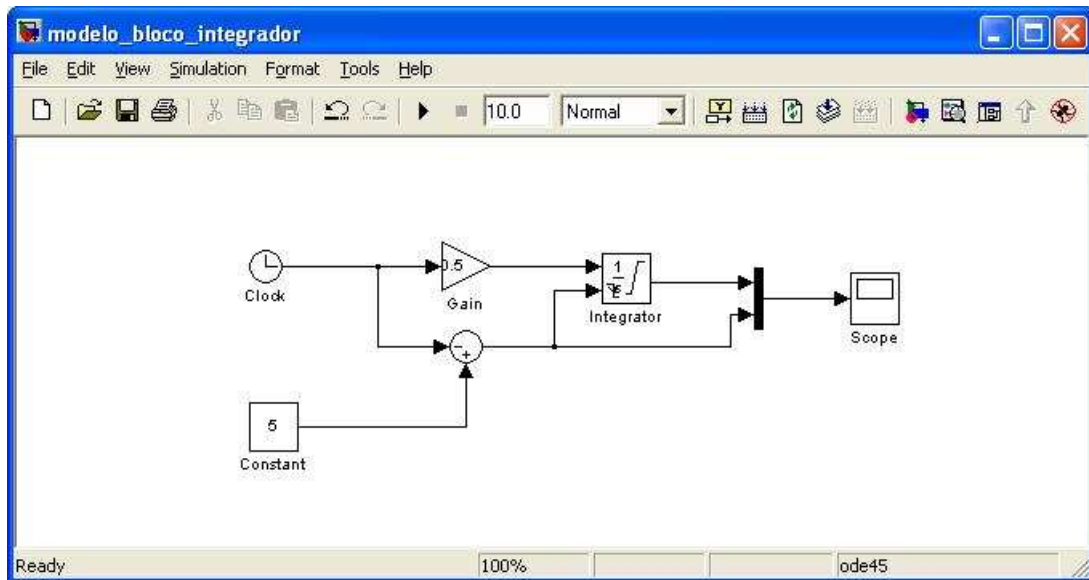 modelo_bloco_integrador
File Edit View Simulation Format Tools Help
10.0 Normal
Clock
0.5
Gain
1
Integrator
Scope
- +
5
Constant
Ready 100% ode45